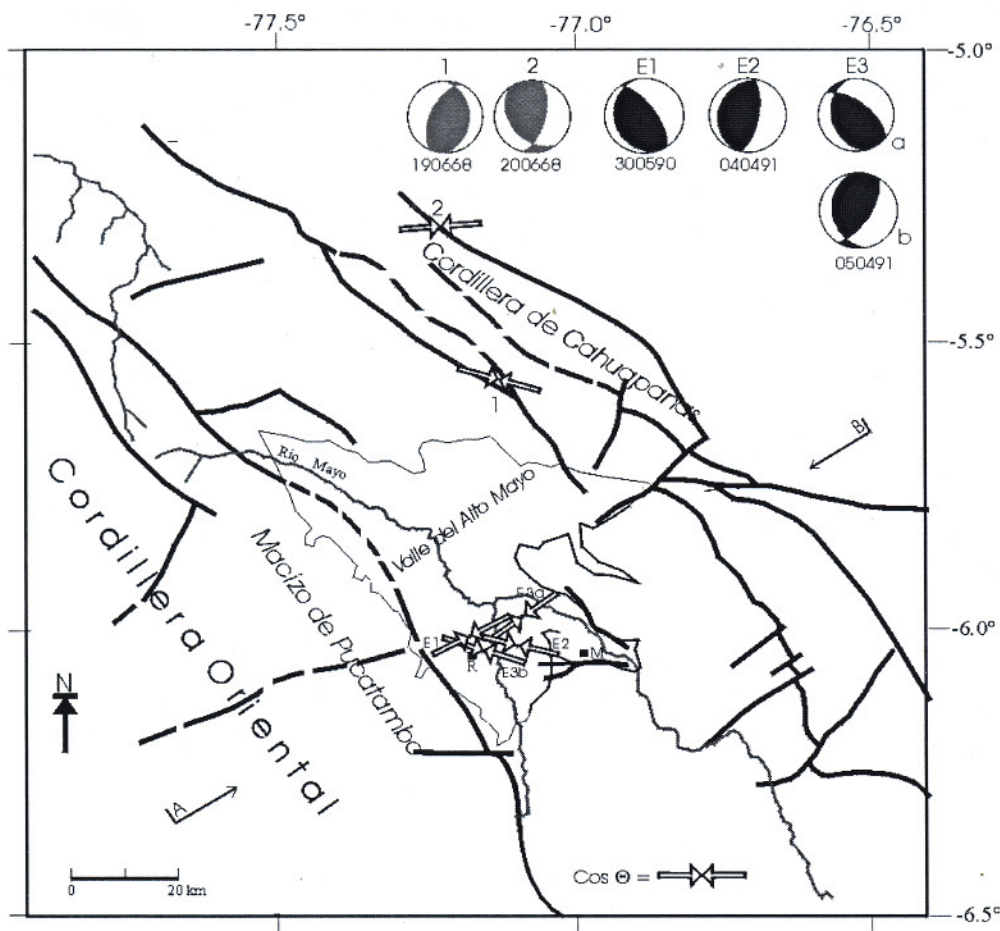 -77.5 -77.0 -76.5
-5.0°
1 2 E1 E2 E3
a
190668 200668 300590 040491
b
050491
2
Cordillera de Cahuapanas
-5.5°
1
B
Río Mayo
Valle del Alto Mayo
Cordillera Oriental
Macizo de Pucatambo
E3a
-6.0°
E1 E2
M
R
E3b
N
A
Cos Θ =
0 20 km
-6.5°